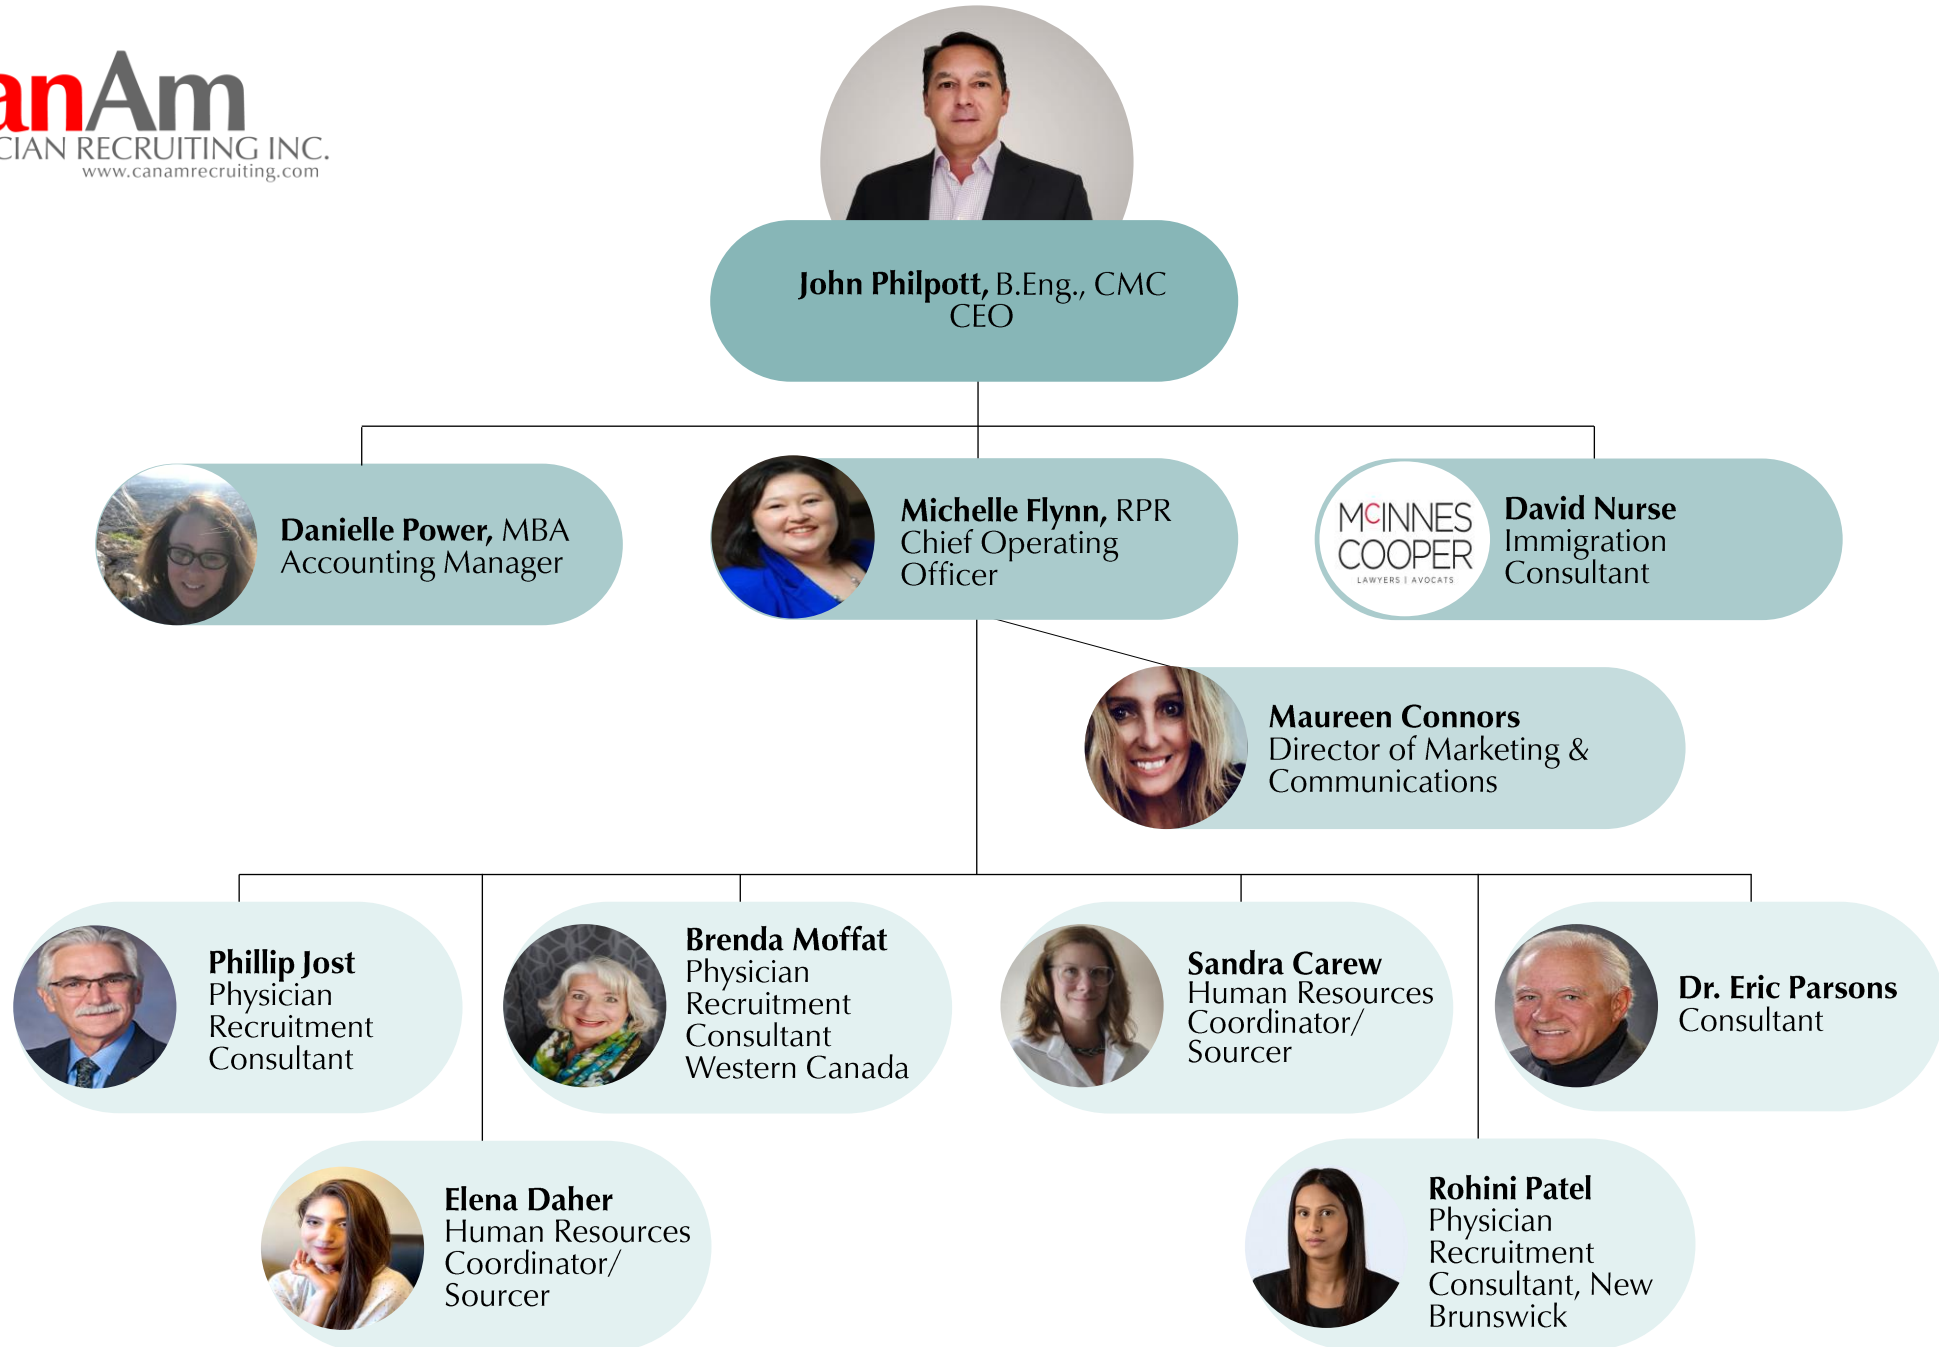 anAm
CIAN RECRUITING INC.
www.canamrecruiting.com
John Philpott, B.Eng., CMC
CEO
Danielle Power, MBA
Accounting Manager
Michelle Flynn, RPR
Chief Operating
Officer
MCINNES
COOPER
LAWYERS | AVOCATS
David Nurse
Immigration
Consultant
Maureen Connors
Director of Marketing &
Communications
Phillip Jost
Physician
Recruitment
Consultant
Brenda Moffat
Physician
Recruitment
Consultant
Western Canada
Sandra Carew
Human Resources
Coordinator/
Sourcer
Dr. Eric Parsons
Consultant
Elena Daher
Human Resources
Coordinator/
Sourcer
Rohini Patel
Physician
Recruitment
Consultant, New
Brunswick